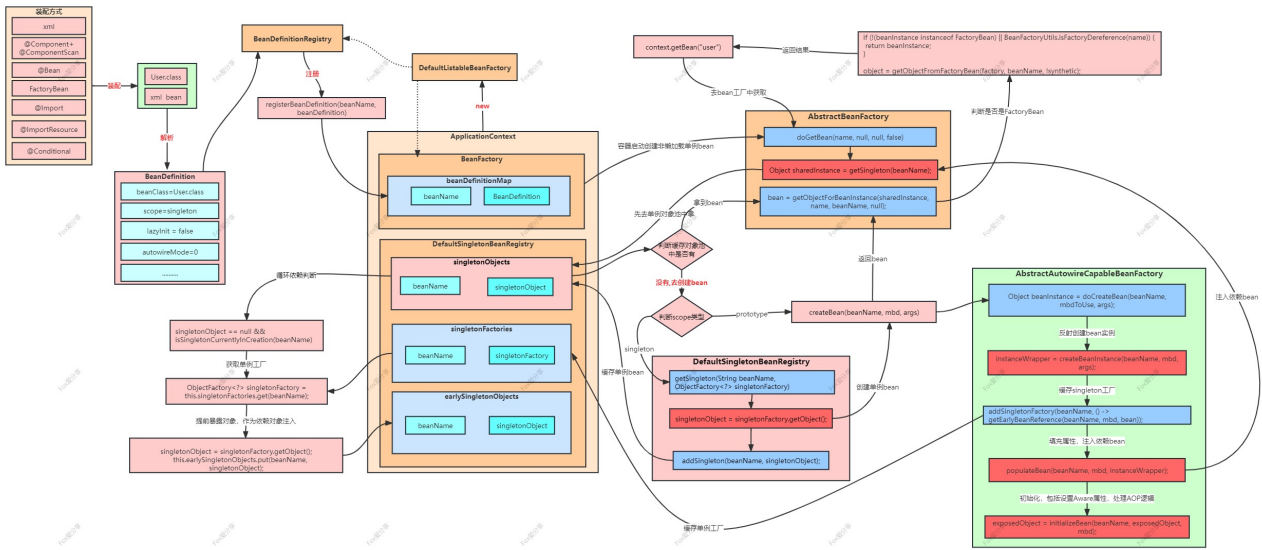 装配方式
xml
@Component+
@ComponentScan
@Bean
FactoryBean
@Import
@ImportResource
@Conditional
装配
User.class
xml bean
解析
BeanDefinition
beanClass=User.class
scope=singleton
lazyInit = false
autowireMode=0
..........
BeanDefinitionRegistry
注册
registerBeanDefinition(beanName,
beanDefinition)
DefaultListableBeanFactory
new
ApplicationContext
BeanFactory
beanDefinitionMap
beanName
BeanDefinition
DefaultSingletonBeanRegistry
singletonObjects
beanName
singletonObject
singletonFactories
beanName
singletonFactory
earlySingletonObjects
beanName
singletonObject
循环依赖判断
singletonObject == null &&
isSingletonCurrentlyInCreation(beanName)
获取单例工厂
ObjectFactory<?> singletonFactory =
this.singletonFactories.get(beanName);
提前暴露对象，作为依赖对象注入
singletonObject = singletonFactory.getObject();
this.earlySingletonObjects.put(beanName,
singletonObject);
context.getBean("user")
返回结果
if (!(beanInstance instanceof FactoryBean) || BeanFactoryUtils.isFactoryDereference(name)) {
return beanInstance;
}
object = getObjectFromFactoryBean(factory, beanName, !synthetic);
去bean工厂中获取
判断是否是FactoryBean
AbstractBeanFactory
doGetBean(name, null, null, false)
Object sharedInstance = getSingleton(beanName);
bean = getObjectForBeanInstance(sharedInstance,
name, beanName, null);
容器启动创建非懒加载单例bean
先去单例对象池中拿
拿到bean
判断缓存对象池
中是否有
没有,去创建bean
判断scope类型
prototype
singleton
返回bean
createBean(beanName, mbd, args)
创建单例bean
缓存单例bean
DefaultSingletonBeanRegistry
getSingleton(String beanName,
ObjectFactory<?> singletonFactory)
singletonObject = singletonFactory.getObject();
addSingleton(beanName, singletonObject);
缓存单例工厂
AbstractAutowireCapableBeanFactory
Object beanInstance = doCreateBean(beanName,
mbdToUse, args);
反射创建bean实例
instanceWrapper = createBeanInstance(beanName, mbd,
args);
缓存singleton工厂
addSingletonFactory(beanName, () ->
getEarlyBeanReference(beanName, mbd, bean));
填充属性、注入依赖bean
populateBean(beanName, mbd, instanceWrapper);
初始化，包括设置Aware属性、处理AOP逻辑
exposedObject = initializeBean(beanName, exposedObject,
mbd);
注入依赖bean